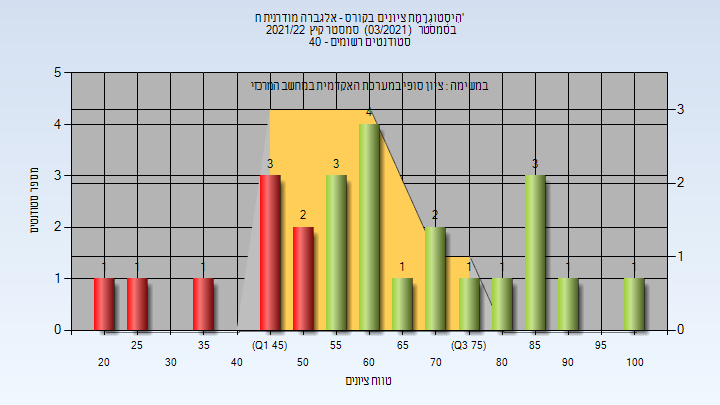 היסטוגרמת ציונים בקורס - אלגברה מודרנית ח'
בסמסטר (03/2021) סמסטר קיץ 2021/22
סטודנטים רשומים - 40
במשימה : ציון סופי במערכת האקדמית במחשב המרכזי
מספר סטודנטים
5
4
3
2
1
0
3
2
1
0
1 1 1 3 2 3 4 1 2 1 1 3 1 1
25 35 (Q1 45) 55 65 (Q3 75) 85 95
20 30 40 50 60 70 80 90 100
טווח ציונים